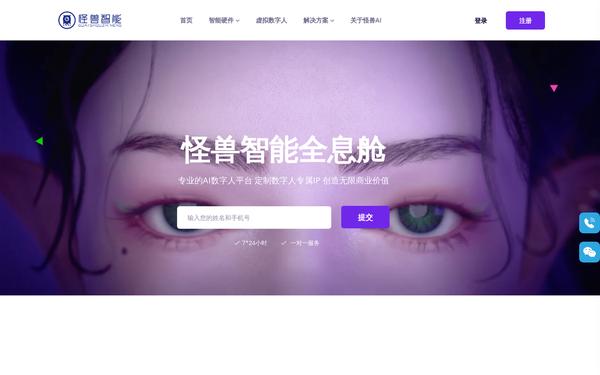 怪兽智能
首页
智能硬件
虚拟数字人
解决方案
关于怪兽AI
登录
注册
怪兽智能全息舱
专业的AI数字人平台 定制数字人专属IP 创造无限商业价值
输入您的姓名和手机号
提交
7*24小时
一对一服务